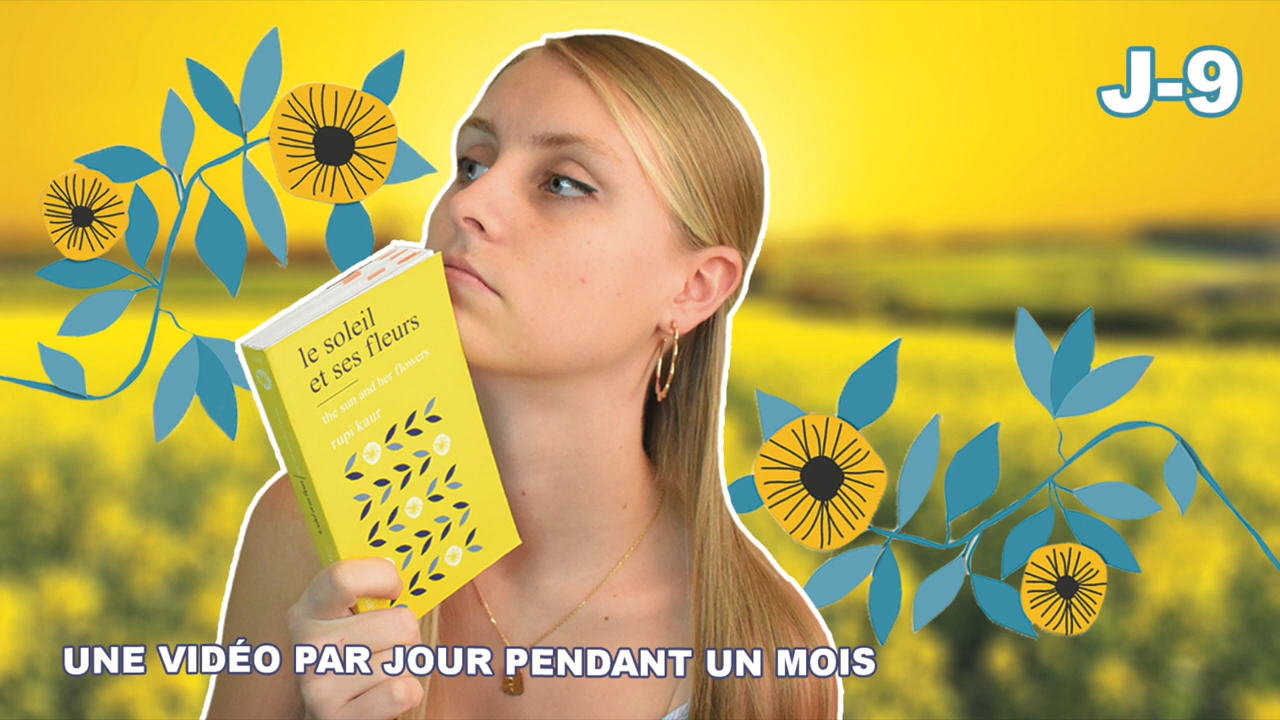 J-9
le soleil
et ses fleurs
the sun and her flowers
rupi kaur
UNE VIDÉO PAR JOUR PENDANT UN MOIS